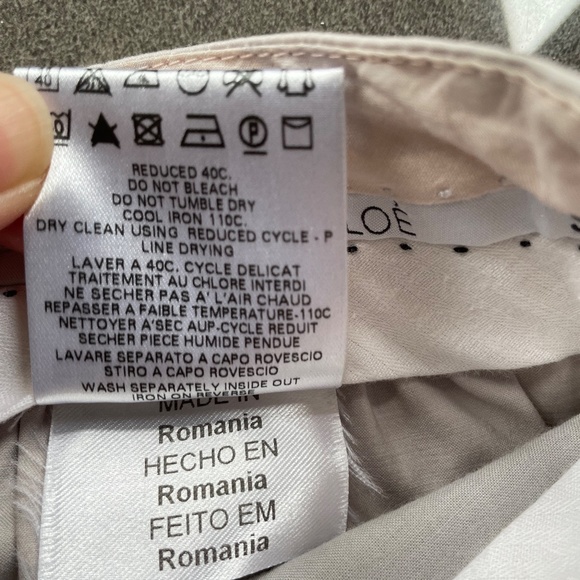 40
REDUCED 40C.
DO NOT BLEACH
DO NOT TUMBLE DRY
COOL IRON 110C.
DRY CLEAN USING REDUCED CYCLE - P
LINE DRYING
LAVER A 40C. CYCLE DELICAT
TRAITEMENT AU CHLORE INTERDI
NE SECHER PAS A' L'AIR CHAUD
REPASSER A FAIBLE TEMPERATURE-110C
NETTOYER A'SEC AUP-CYCLE REDUIT
SECHER PIECE HUMIDE PENDUE
LAVARE SEPARATO A CAPO ROVESCIO
STIRO A CAPO ROVESCIO
WASH SEPARATELY INSIDE OUT
IRON ON REVERSE
P
LOÉ
MADE IN
Romania
HECHO EN
Romania
FEITO EM
Romania